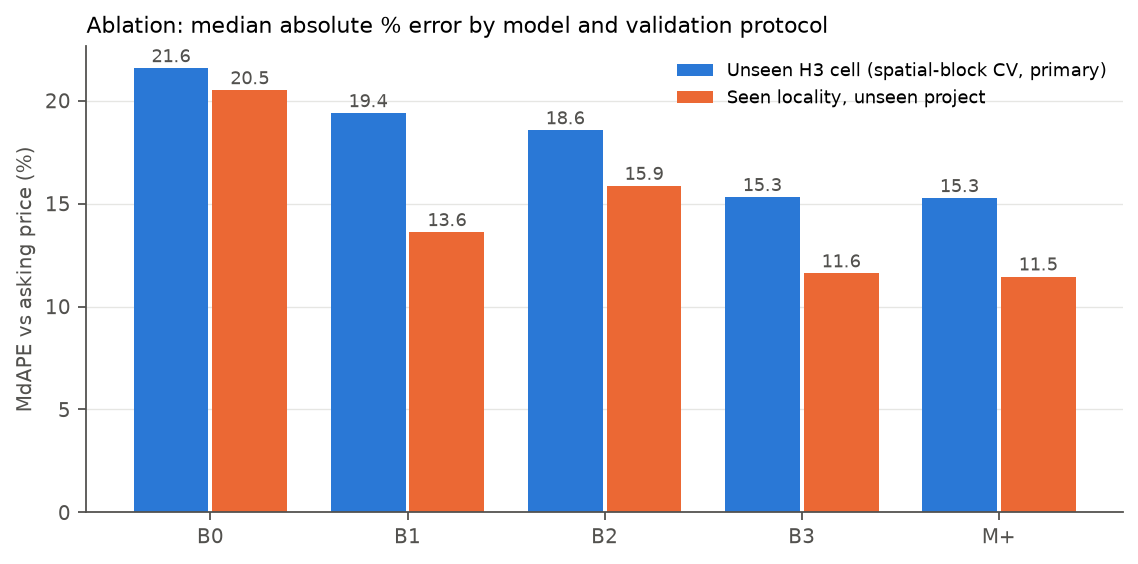 Ablation: median absolute % error by model and validation protocol
Unseen H3 cell (spatial-block CV, primary)
Seen locality, unseen project
MdAPE vs asking price (%)
20
15
10
5
0
21.6
20.5
19.4
13.6
18.6
15.9
15.3
11.6
15.3
11.5
B0
B1
B2
B3
M+